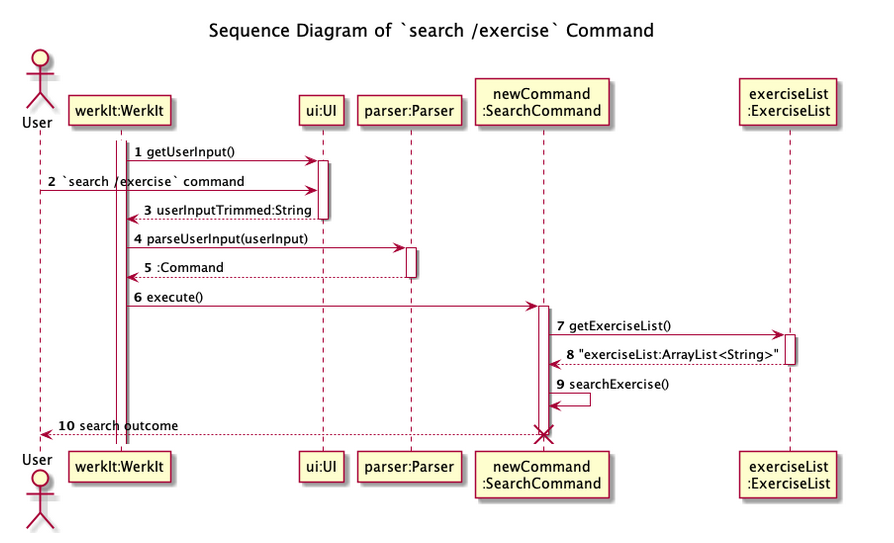 Sequence Diagram of `search /exercise` Command
User
werkIt:WerkIt
ui:UI
parser:Parser
newCommand
:SearchCommand
exerciseList
:ExerciseList
1 getUserInput()
2 `search /exercise` command
3 userInputTrimmed:String
4 parseUserInput(userInput)
5 :Command
6 execute()
7 getExerciseList()
8 "exerciseList:ArrayList<String>"
9 searchExercise()
10 search outcome
User
werkIt:WerkIt
ui:UI
parser:Parser
newCommand
:SearchCommand
exerciseList
:ExerciseList